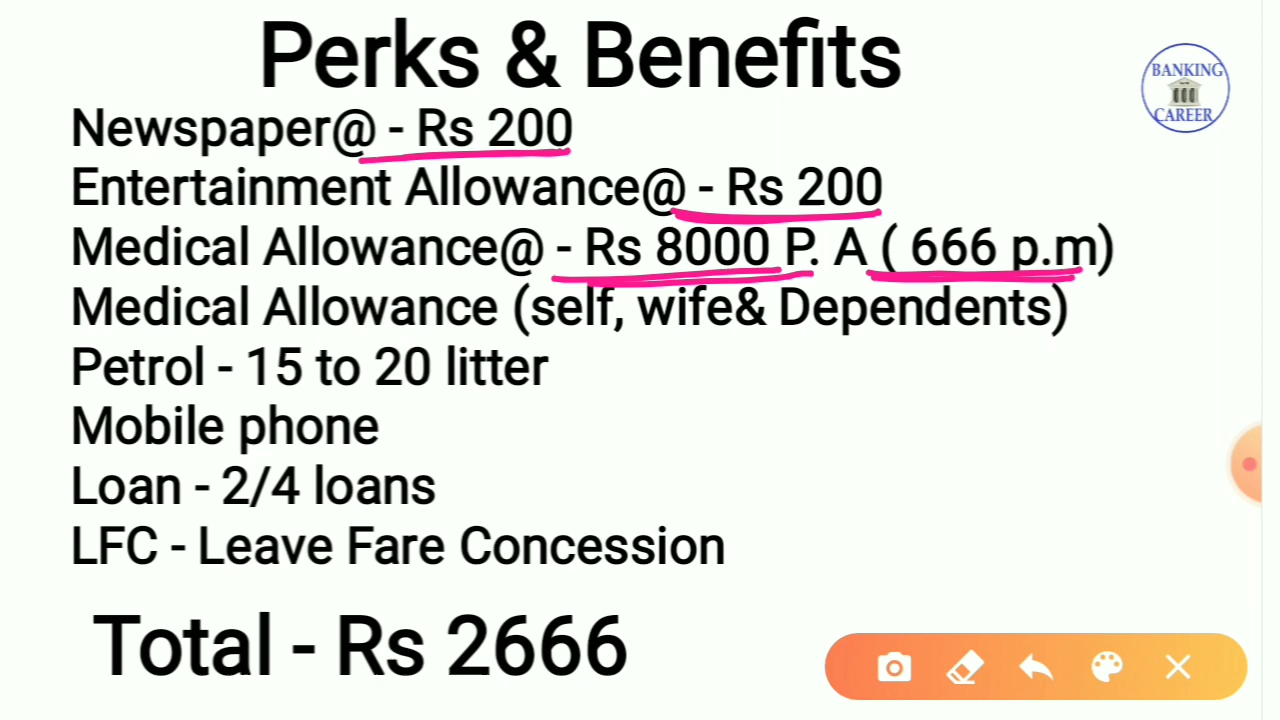 Perks & Benefits
BANKING
CAREER
Newspaper@ - Rs 200
Entertainment Allowance@ - Rs 200
Medical Allowance@ - Rs 8000 P. A ( 666 p.m)
Medical Allowance (self, wife& Dependents)
Petrol - 15 to 20 litter
Mobile phone
Loan - 2/4 loans
LFC - Leave Fare Concession
Total - Rs 2666